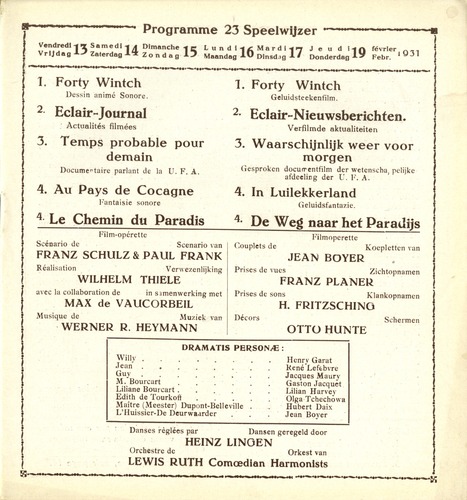 Programme 23 Speelwijzer
Vendredi Vrijdag 13 Samedi Zaterdag 14 Dimanche Zondag 15 Lundi Maandag 16 Mardi Dinsdag 17 Jeudi Donderdag 19 février Febr. 1931
1. Forty Wintch
Dessin animé Sonore.
2. Eclair-Journal
Actualités filmées
3. Temps probable pour
demain
Documentaire parlant de la U. F. A.
4. Au Pays de Cocagne
Fantaisie sonore
4. Le Chemin du Paradis
Film-opérette
1. Forty Wintch
Geluidsteekenfilm.
2. Eclair-Nieuwsberichten.
Verfilmde aktualiteiten
3. Waarschijnlijk weer voor
morgen
Gesproken documentfilm der wetenscha, pelijke
afdeeling der U. F. A.
4. In Luilekkerland
Geluidsfantazie.
4. De Weg naar het Paradijs
Filmoperette
Scénario de Scenario van
FRANZ SCHULZ & PAUL FRANK
Réalisation Verwezenlijking
WILHELM THIELE
avec la collaboration de in samenwerking met
MAX de VAUCORBEIL
Musique de Muziek van
WERNER R. HEYMANN
Couplets de Koepletten van
JEAN BOYER
Prises de vues Zichtopnamen
FRANZ PLANER
Prises de sons Klankopnamen
H. FRITZSCHING
Décors Schermen
OTTO HUNTE
DRAMATIS PERSONÆ:
Willy . . . . . . Henry Garat
Jean . . . . . . René Lefebvre
Guy . . . . . . Jacques Maury
M. Bourcart . . . . . Gaston Jacquet
Liliane Bourcart . . . . . Lilian Harvey
Edith de Tourkoff . . . . Olga Tchechowa
Maître (Meester) Dupont-Belleville . . Hubert Daix
L'Huissier-De Deurwaarder . . . Jean Boyer
Danses réglées par Dansen geregeld door
HEINZ LINGEN
Orchestre de Orkest van
LEWIS RUTH Comœdian Harmonists